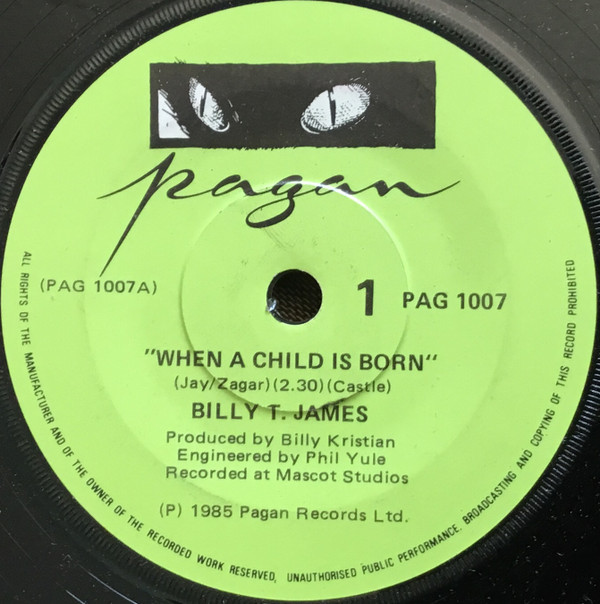 pagan
(PAG 1007A)
1 PAG 1007
"WHEN A CHILD IS BORN"
(Jay/Zagar)(2.30)(Castle)
BILLY T. JAMES
Produced by Billy Kristian
Engineered by Phil Yule
Recorded at Mascot Studios
(P) 1985 Pagan Records Ltd.
ALL RIGHTS OF THE MANUFACTURER AND OF THE OWNER OF THE RECORDED WORK RESERVED, UNAUTHORISED PUBLIC PERFORMANCE. BROADCASTING AND COPYING OF THIS RECORD PROHIBITED